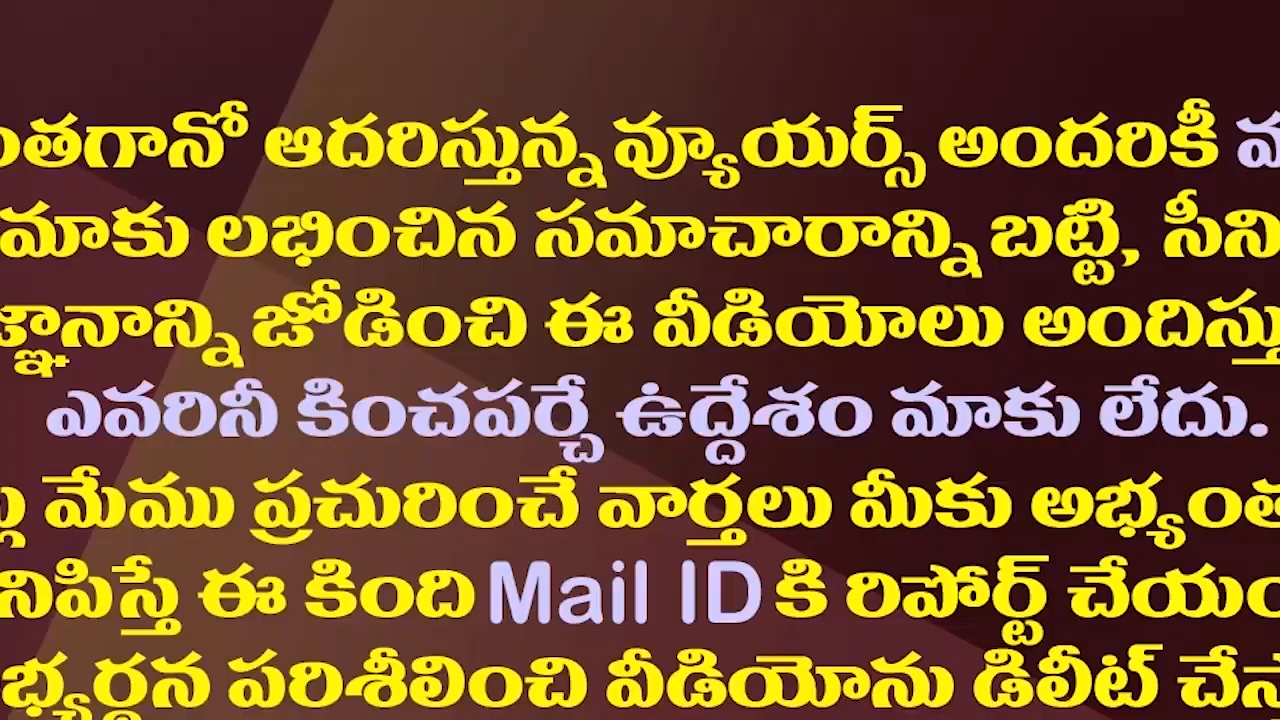 ంతగానో ఆదరిస్తున్న వ్యూయర్స్ అందరికీ
మాకు లభించిన సమాచారాన్ని బట్టి, సీని
జ్ఞానాన్ని జోడించి ఈ వీడియోలు అందిస్తు
ఎవరినీ కించపర్చే ఉద్దేశం మాకు లేదు.
మేము ప్రచురించే వార్తలు మీకు అభ్యంత
నిపిస్తే ఈ కింది Mail ID కి రిపోర్ట్ చేయం
భ్యర్థన పరిశీలించి వీడియోను డిలీట్ చేస